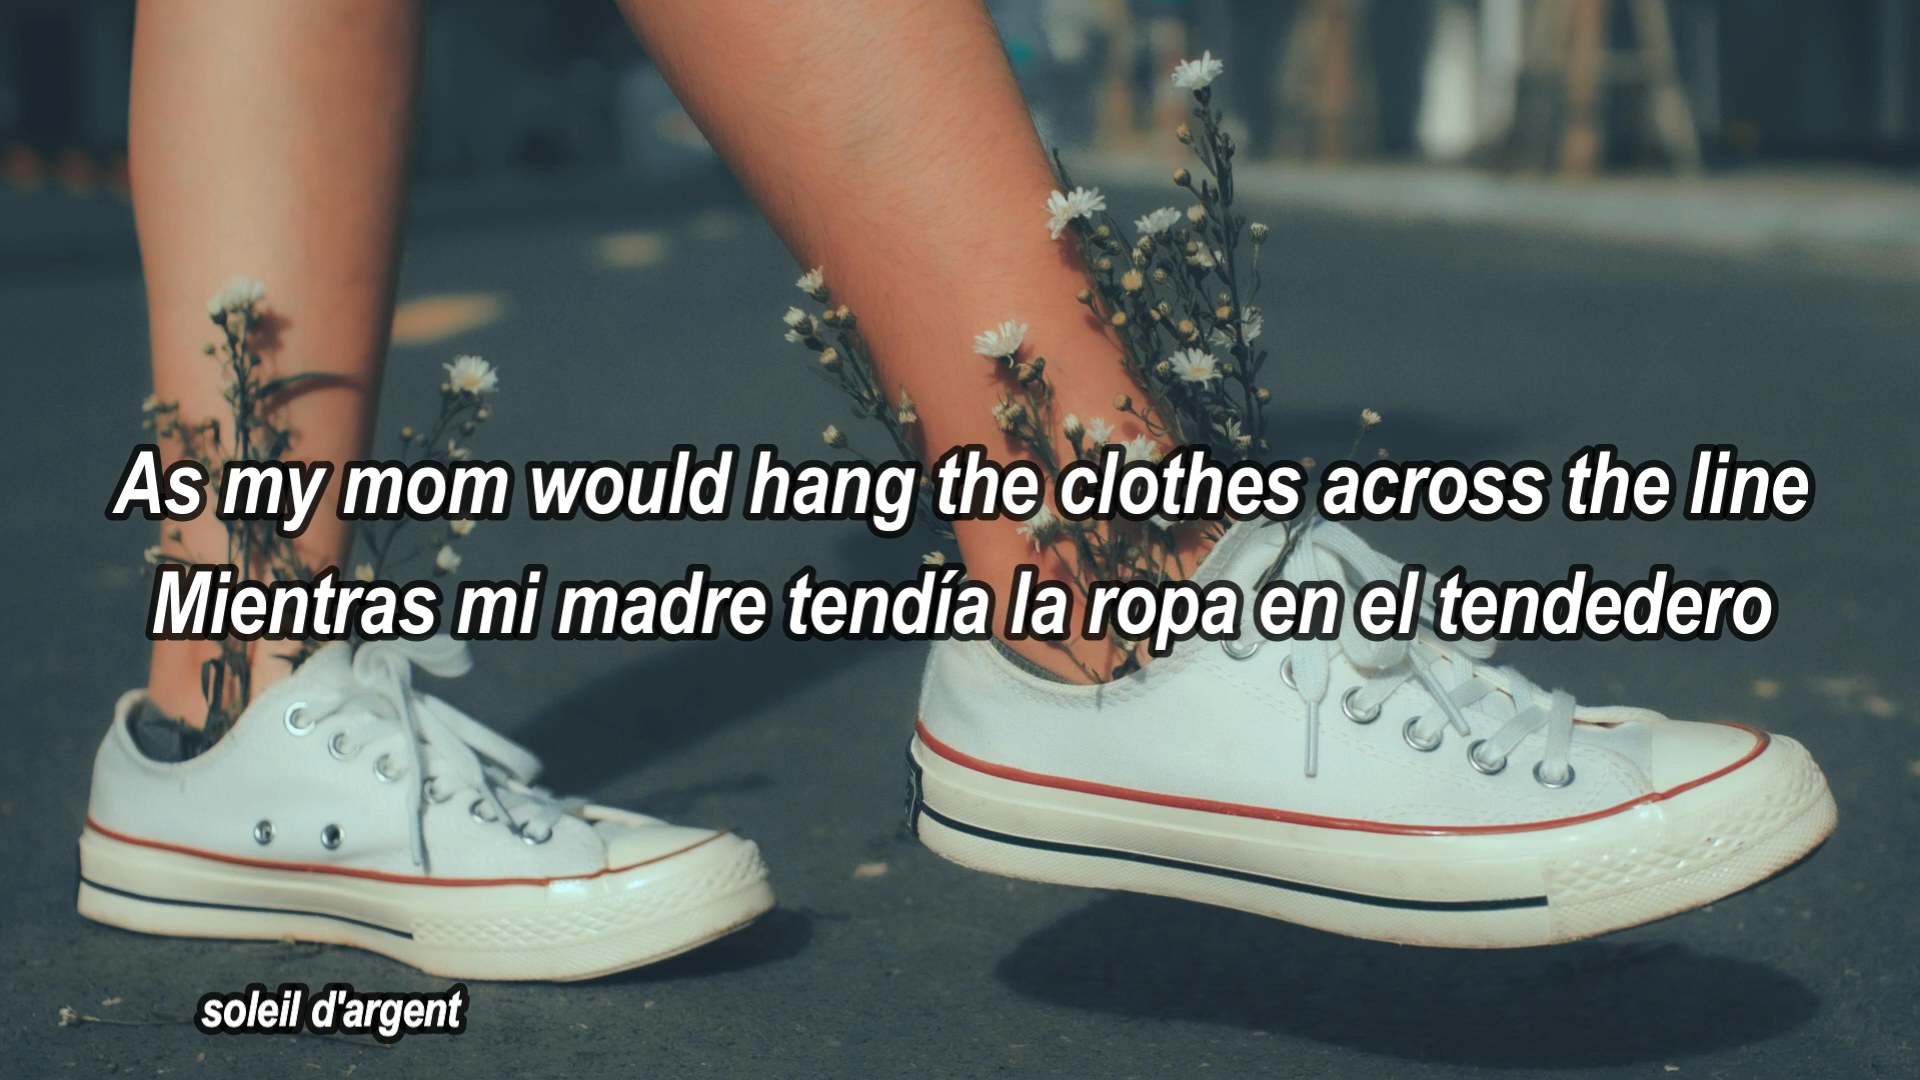 As my mom would hang the clothes across the line
Mientras mi madre tendía la ropa en el tendedero
soleil d'argent